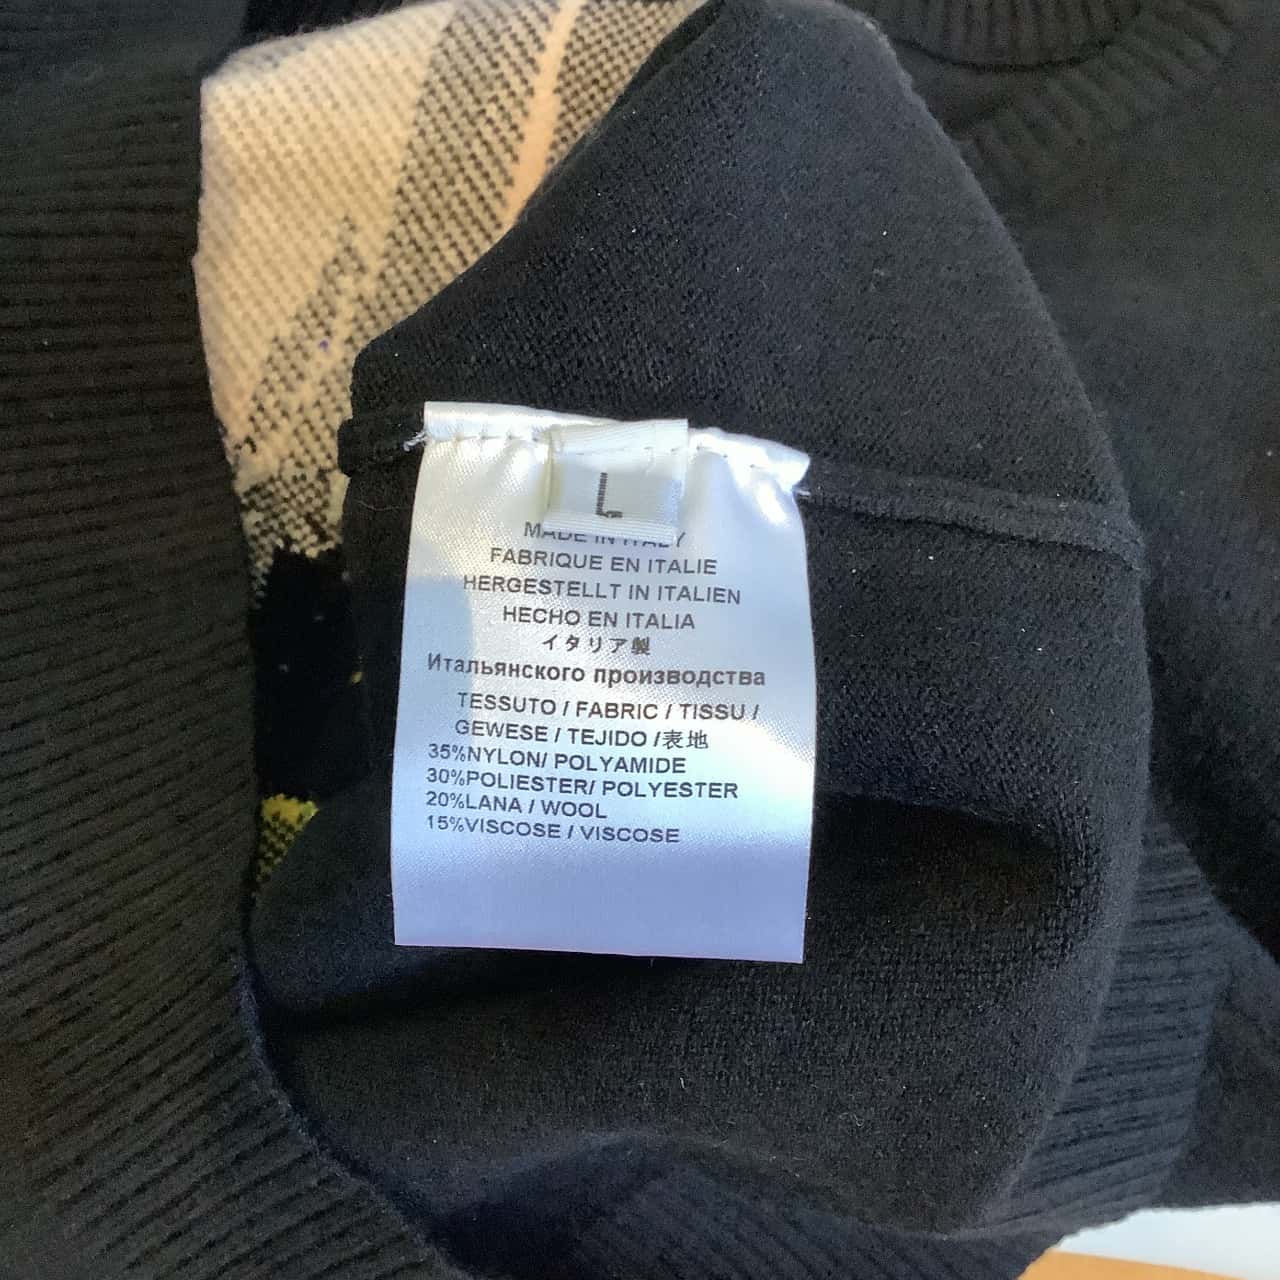 L
MADE IN ITALY
FABRIQUE EN ITALIE
HERGESTELLT IN ITALIEN
HECHO EN ITALIA
イタリア製
Итальянского производства
TESSUTO / FABRIC / TISSU /
GEWESE / TEJIDO /表地
35%NYLON/ POLYAMIDE
30%POLIESTER/ POLYESTER
20%LANA / WOOL
15%VISCOSE / VISCOSE